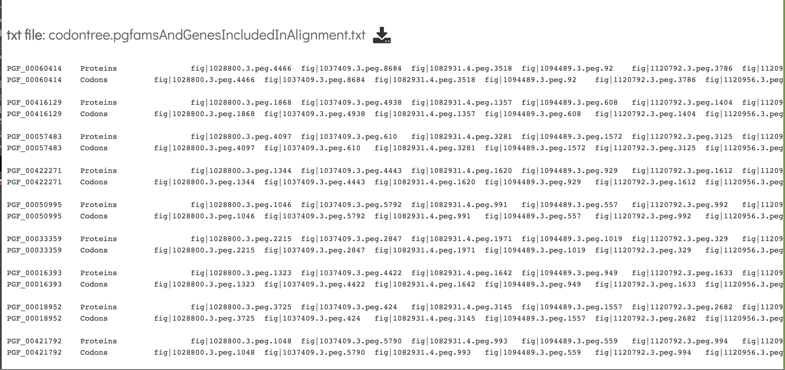 txt file: codontree.pgfamsAndGenesIncludedInAlignment.txt
PGF_00060414 Proteins fig|1028800.3.peg.4466 fig|1037409.3.peg.8684 fig|1082931.4.peg.3518 fig|1094489.3.peg.92 fig|1120792.3.peg.3786 fig|11209
PGF_00060414 Codons fig|1028800.3.peg.4466 fig|1037409.3.peg.8684 fig|1082931.4.peg.3518 fig|1094489.3.peg.92 fig|1120792.3.peg.3786 fig|1120956.3.peg
PGF_00416129 Proteins fig|1028800.3.peg.1868 fig|1037409.3.peg.4938 fig|1082931.4.peg.1357 fig|1094489.3.peg.608 fig|1120792.3.peg.1404 fig|11209
PGF_00416129 Codons fig|1028800.3.peg.1868 fig|1037409.3.peg.4938 fig|1082931.4.peg.1357 fig|1094489.3.peg.608 fig|1120792.3.peg.1404 fig|1120956.3.peg
PGF_00057483 Proteins fig|1028800.3.peg.4097 fig|1037409.3.peg.610 fig|1082931.4.peg.3281 fig|1094489.3.peg.1572 fig|1120792.3.peg.3125 fig|11209
PGF_00057483 Codons fig|1028800.3.peg.4097 fig|1037409.3.peg.610 fig|1082931.4.peg.3281 fig|1094489.3.peg.1572 fig|1120792.3.peg.3125 fig|1120956.3.peg
PGF_00422271 Proteins fig|1028800.3.peg.1344 fig|1037409.3.peg.4443 fig|1082931.4.peg.1620 fig|1094489.3.peg.929 fig|1120792.3.peg.1612 fig|11209
PGF_00422271 Codons fig|1028800.3.peg.1344 fig|1037409.3.peg.4443 fig|1082931.4.peg.1620 fig|1094489.3.peg.929 fig|1120792.3.peg.1612 fig|1120956.3.peg
PGF_00050995 Proteins fig|1028800.3.peg.1046 fig|1037409.3.peg.5792 fig|1082931.4.peg.991 fig|1094489.3.peg.557 fig|1120792.3.peg.992 fig|11209
PGF_00050995 Codons fig|1028800.3.peg.1046 fig|1037409.3.peg.5792 fig|1082931.4.peg.991 fig|1094489.3.peg.557 fig|1120792.3.peg.992 fig|1120956.3.peg
PGF_00033359 Proteins fig|1028800.3.peg.2215 fig|1037409.3.peg.2847 fig|1082931.4.peg.1971 fig|1094489.3.peg.1019 fig|1120792.3.peg.329 fig|11209
PGF_00033359 Codons fig|1028800.3.peg.2215 fig|1037409.3.peg.2847 fig|1082931.4.peg.1971 fig|1094489.3.peg.1019 fig|1120792.3.peg.329 fig|1120956.3.peg
PGF_00016393 Proteins fig|1028800.3.peg.1323 fig|1037409.3.peg.4422 fig|1082931.4.peg.1642 fig|1094489.3.peg.949 fig|1120792.3.peg.1633 fig|11209
PGF_00016393 Codons fig|1028800.3.peg.1323 fig|1037409.3.peg.4422 fig|1082931.4.peg.1642 fig|1094489.3.peg.949 fig|1120792.3.peg.1633 fig|1120956.3.peg
PGF_00018952 Proteins fig|1028800.3.peg.3725 fig|1037409.3.peg.424 fig|1082931.4.peg.3145 fig|1094489.3.peg.1557 fig|1120792.3.peg.2682 fig|11209
PGF_00018952 Codons fig|1028800.3.peg.3725 fig|1037409.3.peg.424 fig|1082931.4.peg.3145 fig|1094489.3.peg.1557 fig|1120792.3.peg.2682 fig|1120956.3.peg
PGF_00421792 Proteins fig|1028800.3.peg.1048 fig|1037409.3.peg.5790 fig|1082931.4.peg.993 fig|1094489.3.peg.559 fig|1120792.3.peg.994 fig|11209
PGF_00421792 Codons fig|1028800.3.peg.1048 fig|1037409.3.peg.5790 fig|1082931.4.peg.993 fig|1094489.3.peg.559 fig|1120792.3.peg.994 fig|1120956.3.peg